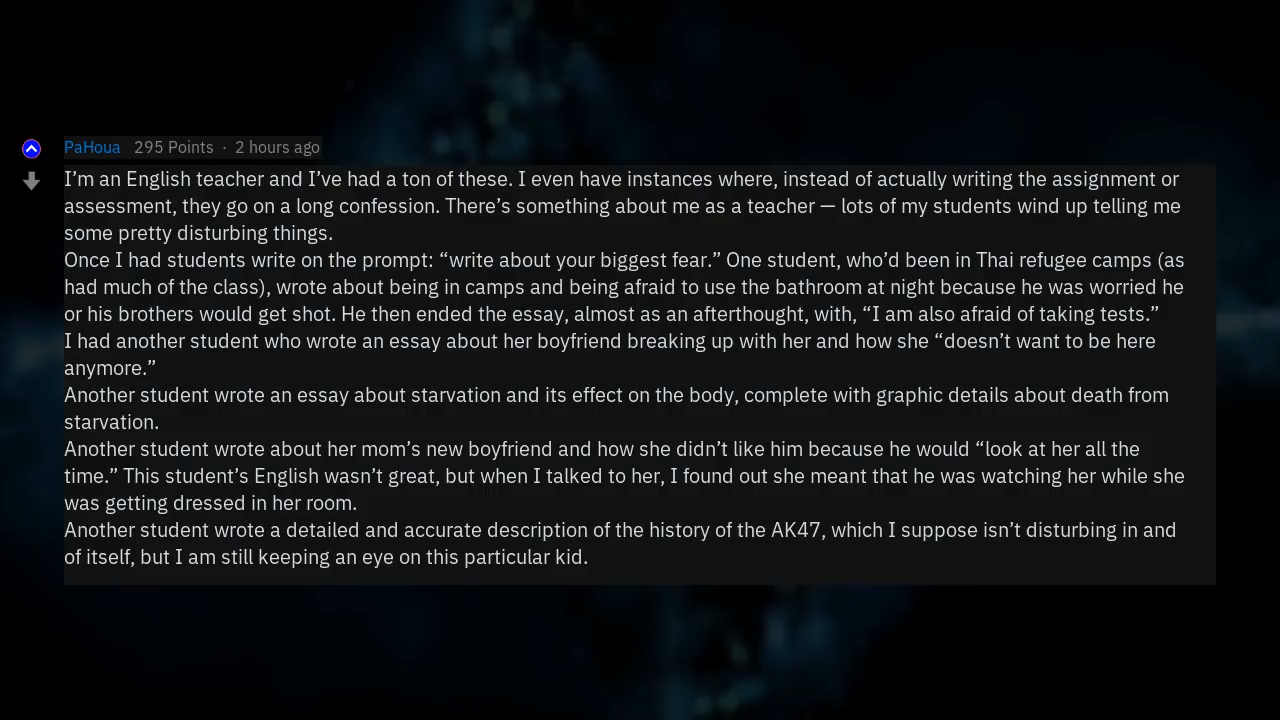 PaHoua 295 Points · 2 hours ago
I’m an English teacher and I’ve had a ton of these. I even have instances where, instead of actually writing the assignment or
assessment, they go on a long confession. There’s something about me as a teacher — lots of my students wind up telling me
some pretty disturbing things.
Once I had students write on the prompt: “write about your biggest fear.” One student, who’d been in Thai refugee camps (as
had much of the class), wrote about being in camps and being afraid to use the bathroom at night because he was worried he
or his brothers would get shot. He then ended the essay, almost as an afterthought, with, “I am also afraid of taking tests.”
I had another student who wrote an essay about her boyfriend breaking up with her and how she “doesn’t want to be here
anymore.”
Another student wrote an essay about starvation and its effect on the body, complete with graphic details about death from
starvation.
Another student wrote about her mom’s new boyfriend and how she didn’t like him because he would “look at her all the
time.” This student’s English wasn’t great, but when I talked to her, I found out she meant that he was watching her while she
was getting dressed in her room.
Another student wrote a detailed and accurate description of the history of the AK47, which I suppose isn’t disturbing in and
of itself, but I am still keeping an eye on this particular kid.